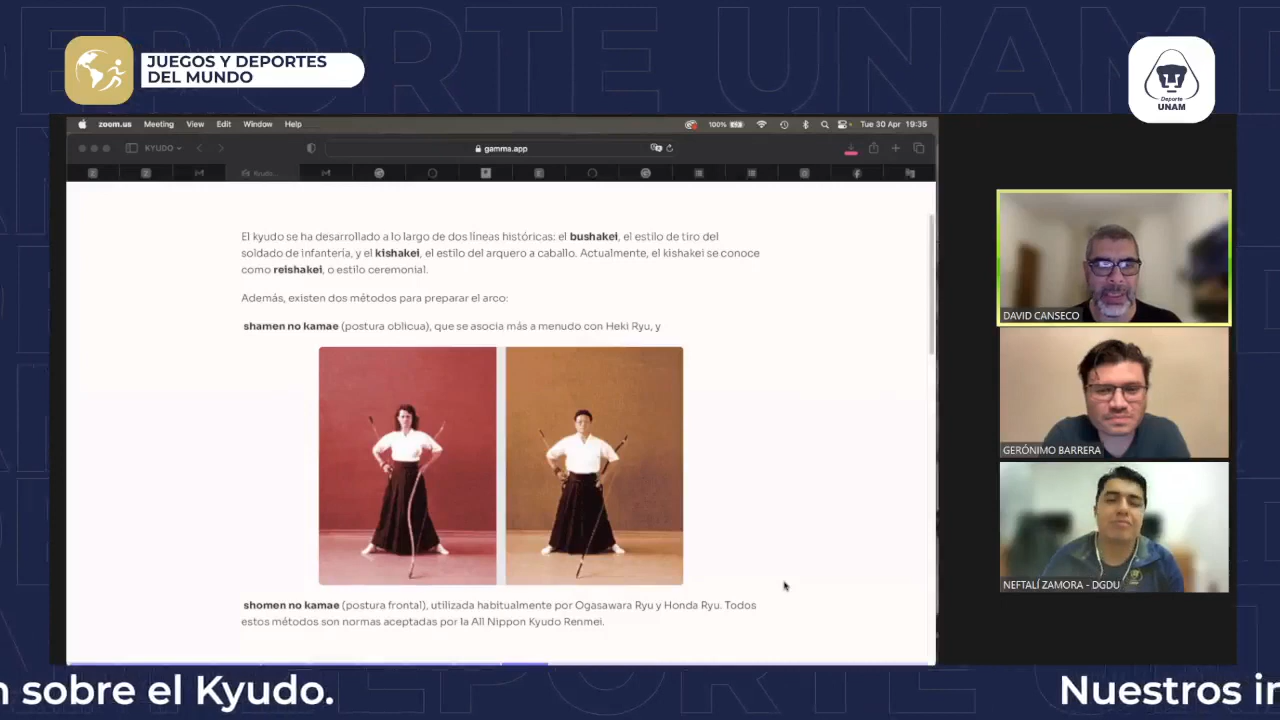 JUEGOS Y DEPORTES
DEL MUNDO
Deporte
UNAM
zoom.us Meeting View Edit Window Help
100%
Tue 30 Apr 19:35
KYUDO
gamma.app
Kyudo...
El kyudo se ha desarrollado a lo largo de dos líneas históricas: el bushakei, el estilo de tiro del
soldado de infantería, y el kishakei, el estilo del arquero a caballo. Actualmente, el kishakei se conoce
como reishakei, o estilo ceremonial.
Además, existen dos métodos para preparar el arco:
shamen no kamae (postura oblicua), que se asocia más a menudo con Heki Ryu, y
shomen no kamae (postura frontal), utilizada habitualmente por Ogasawara Ryu y Honda Ryu. Todos
estos métodos son normas aceptadas por la All Nippon Kyudo Renmei.
DAVID CANSECO
GERÓNIMO BARRERA
NEFTALÍ ZAMORA - DGDU
n sobre el Kyudo.
Nuestros in